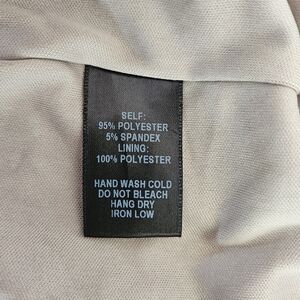 SELF:
95% POLYESTER
5% SPANDEX
LINING:
100% POLYESTER
HAND WASH COLD
DO NOT BLEACH
HANG DRY
IRON LOW